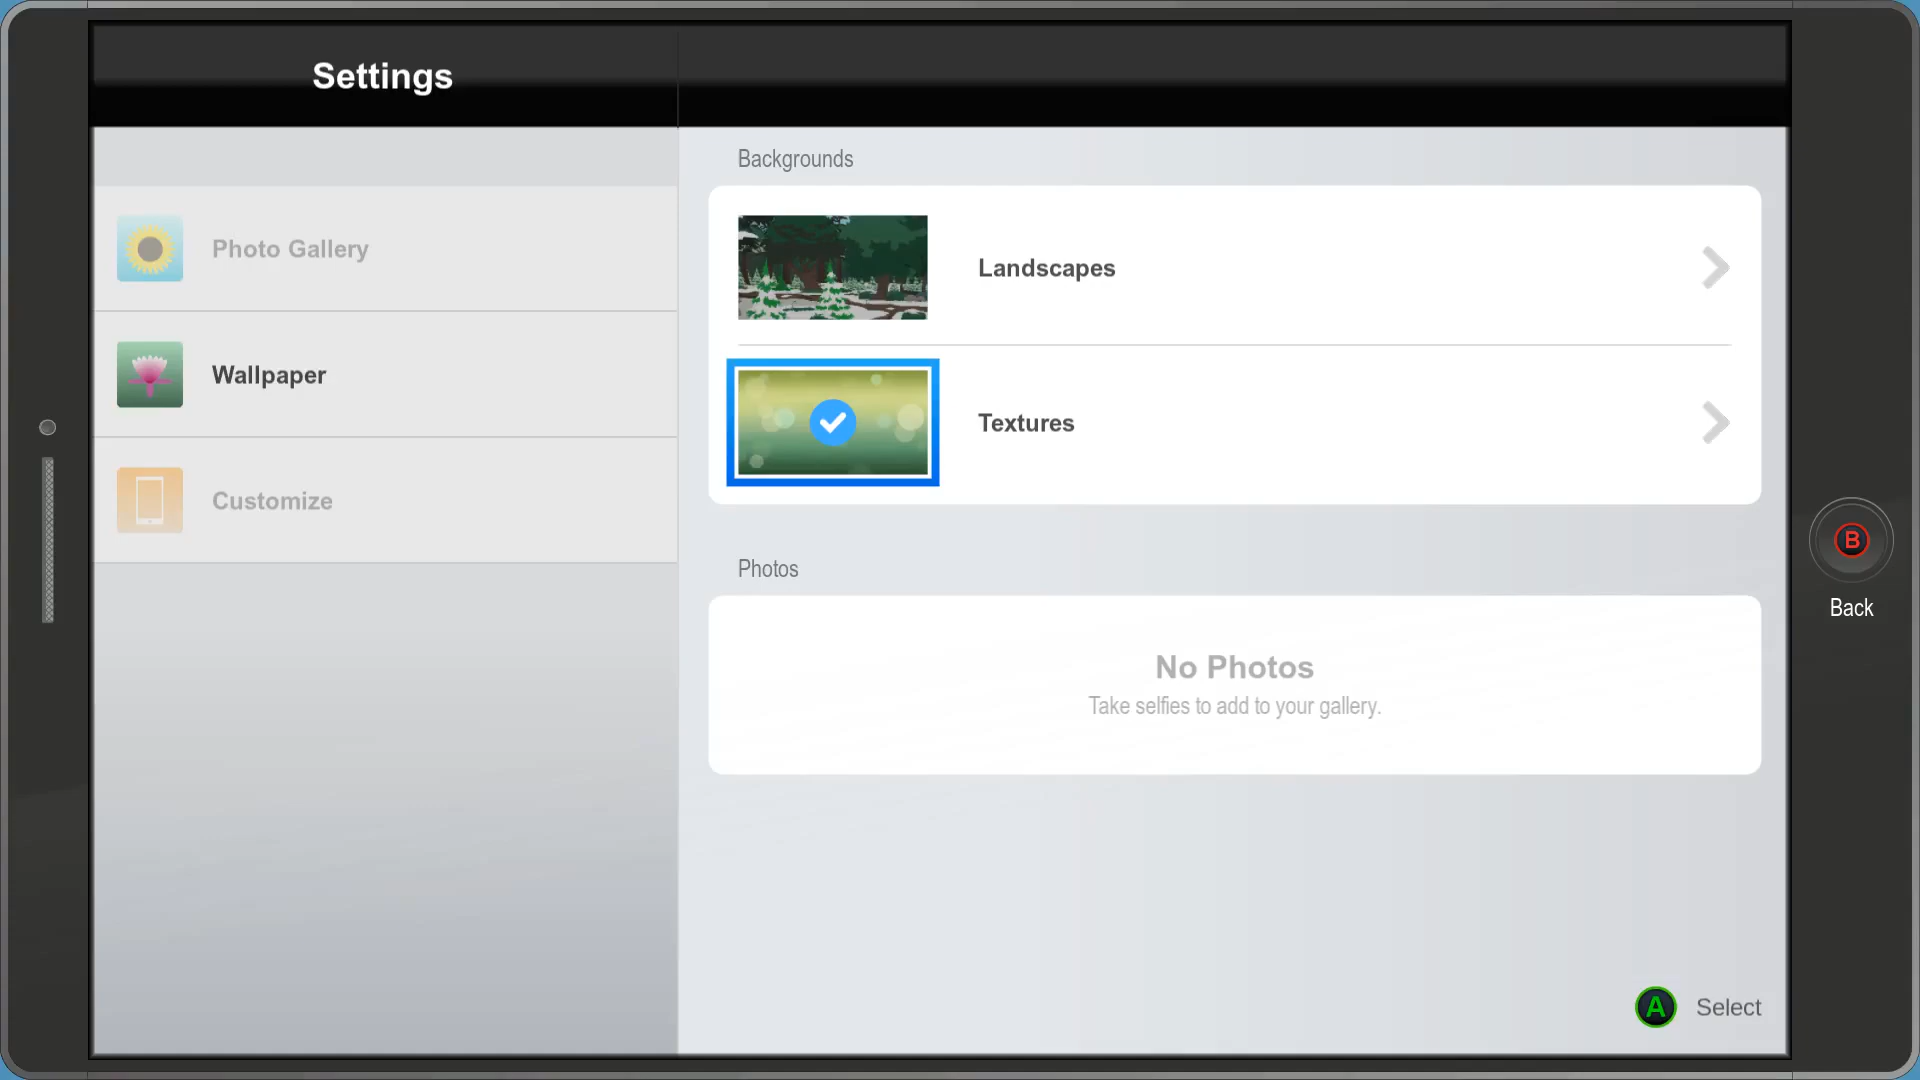 Settings
Photo Gallery
Wallpaper
Customize
Backgrounds
Landscapes
Textures
Photos
No Photos
Take selfies to add to your gallery.
B
Back
A Select